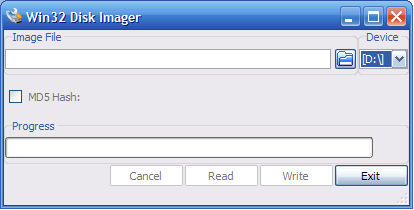 Win32 Disk Imager
Image File
Device
[D:\]
MD5 Hash:
Progress
Cancel
Read
Write
Exit